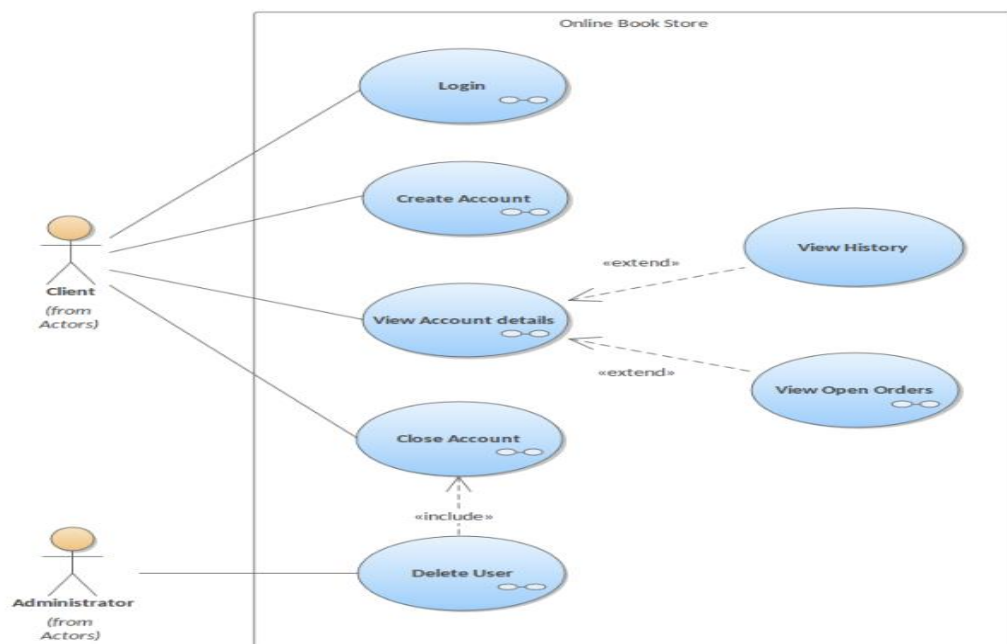 Online Book Store
Login
Create Account
View History
«extend»
Client
(from
Actors)
View Account details
«extend»
View Open Orders
Close Account
«include»
Delete User
Administrator
(from
Actors)